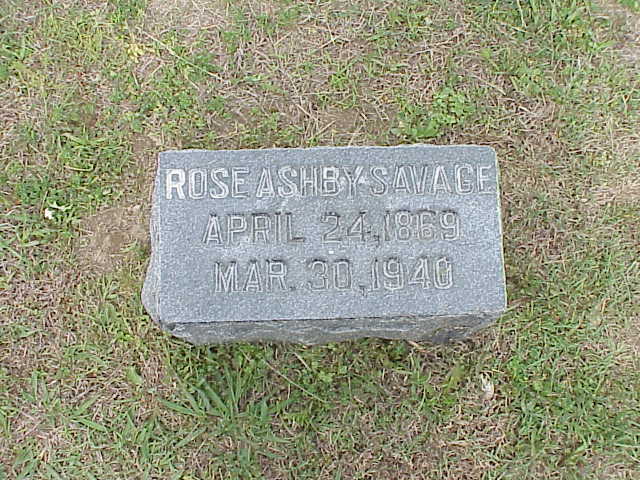 ROSE ASHBY SAVAGE
APRIL 24, 1869
MAR. 30, 1940